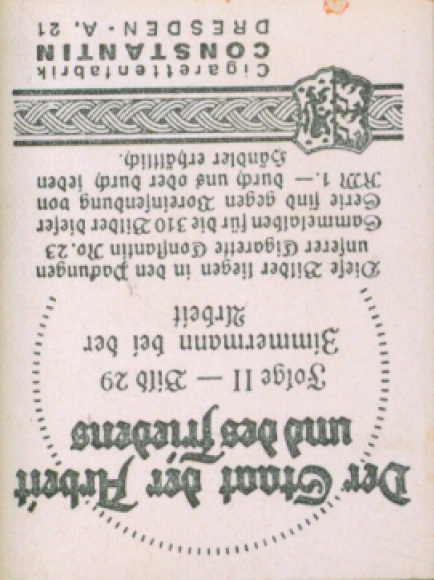 Der Staat der Arbeit
und des Friedens
Folge II — Bild 29
Zimmermann bei der
Arbeit
Diese Bilder liegen in den Packungen
unserer Cigarette Constantin No. 23
Sammelalben für die 310 Bilder dieser
Serie sind gegen Voreinsendung von
RM 1.— durch uns oder durch jeden
Händler erhältlich.
Cigarettenfabrik
CONSTANTIN
DRESDEN - A. 21